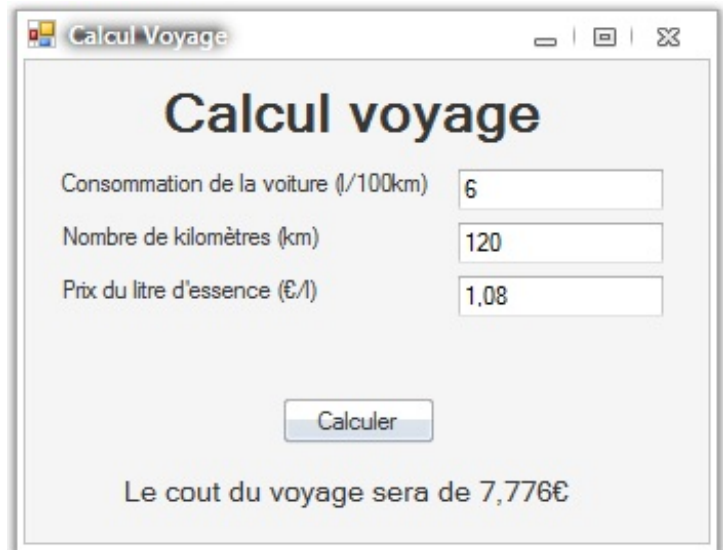 Calcul Voyage
Calcul voyage
Consommation de la voiture (l/100km) 6
Nombre de kilomètres (km) 120
Prix du litre d'essence (€/l) 1,08
Calculer
Le cout du voyage sera de 7,776€